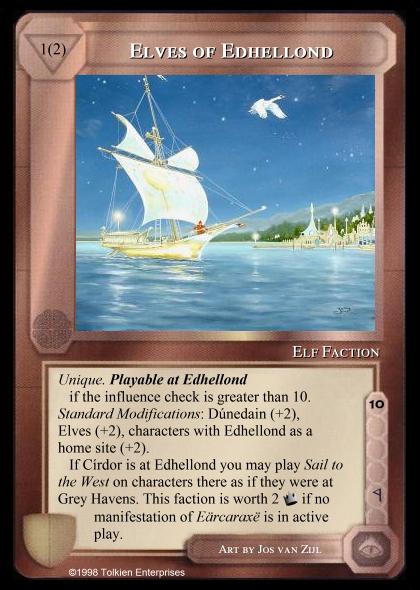 1(2)
ELVES OF EDHELLOND
ELF FACTION
Unique. Playable at Edhellond
if the influence check is greater than 10.
Standard Modifications: Dúnedain (+2),
Elves (+2), characters with Edhellond as a
home site (+2).
If Círdor is at Edhellond you may play Sail to
the West on characters there as if they were at
Grey Havens. This faction is worth 2 if no
manifestation of Eärcaraxë is in active
play.
10
ART BY JOS VAN ZIJL
©1998 Tolkien Enterprises